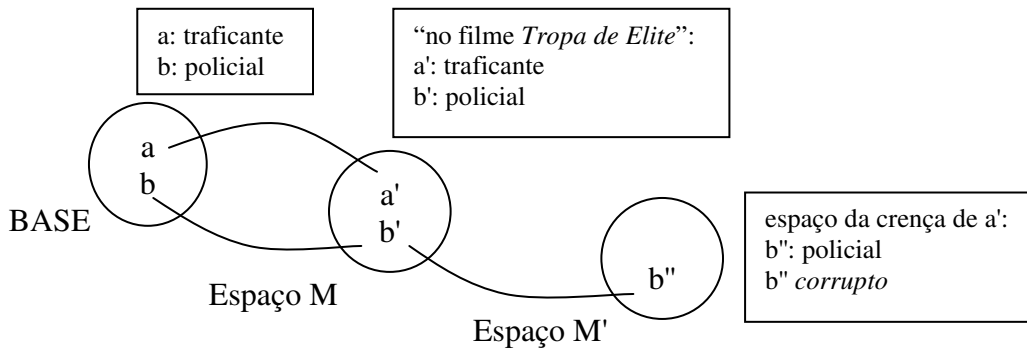 a: traficante
b: policial
“no filme Tropa de Elite”:
a': traficante
b': policial
a
b
BASE
a'
b'
Espaço M
b''
Espaço M'
espaço da crença de a':
b'': policial
b'' corrupto